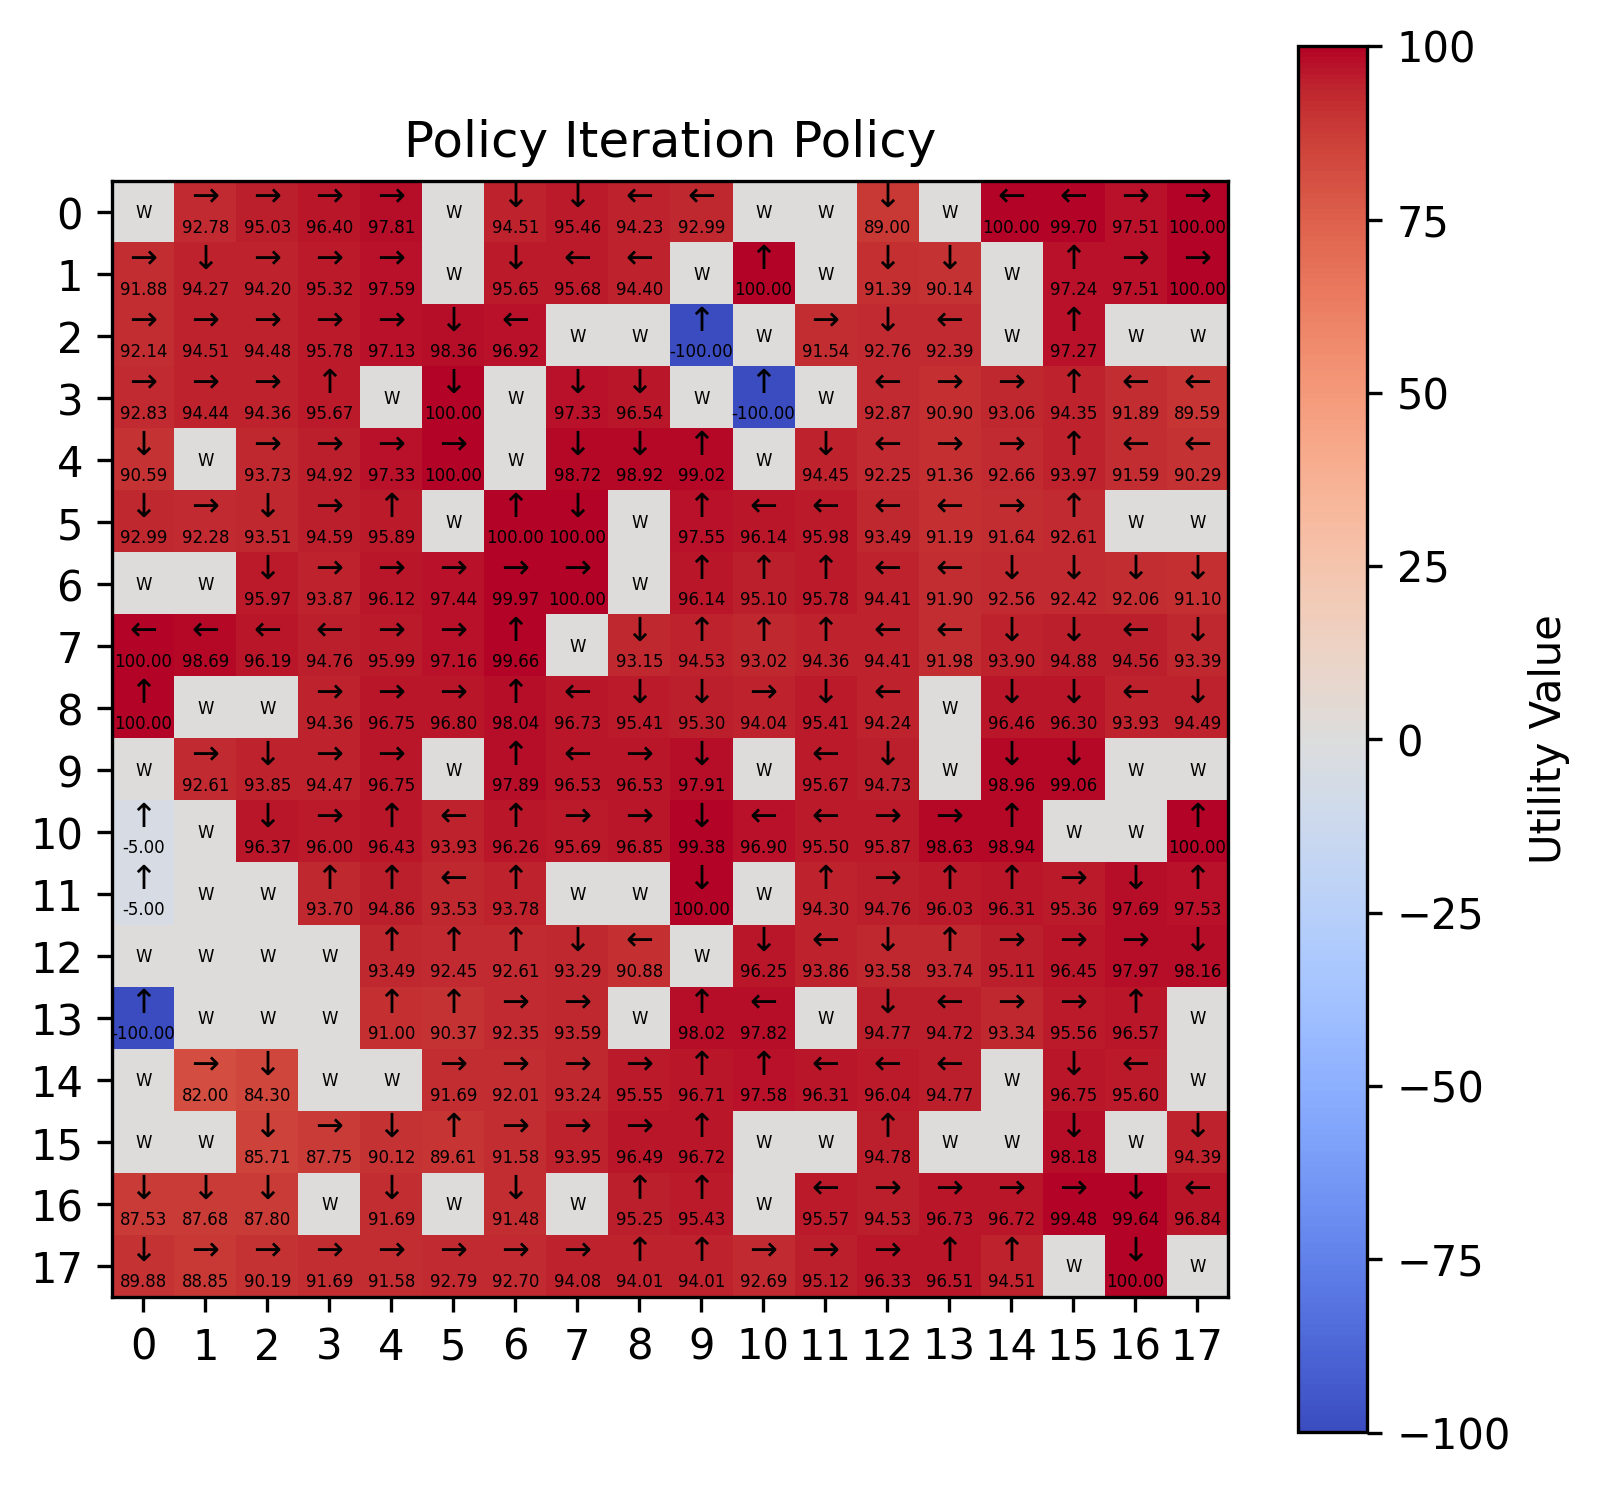 Policy Iteration Policy
0 W → 92.78 → 95.03 → 96.40 → 97.81 W ↓ 94.51 ↓ 95.46 ← 94.23 ← 92.99 W W ↓ 89.00 W ← 100.00 ← 99.70 → 97.51 → 100.00
1 → 91.88 ↓ 94.27 → 94.20 → 95.32 → 97.59 W ↓ 95.65 ← 95.68 ← 94.40 W ↑ 100.00 W ↓ 91.39 ↓ 90.14 W ↑ 97.24 → 97.51 → 100.00
2 → 92.14 → 94.51 → 94.48 → 95.78 → 97.13 ↓ 98.36 ← 96.92 W W ↑ -100.00 W → 91.54 ↓ 92.76 ← 92.39 W ↑ 97.27 W W
3 → 92.83 → 94.44 → 94.36 ↑ 95.67 W ↓ 100.00 W ↓ 97.33 ↓ 96.54 W ↑ -100.00 W ← 92.87 → 90.90 → 93.06 ↑ 94.35 ← 91.89 ← 89.59
4 ↓ 90.59 W → 93.73 → 94.92 → 97.33 → 100.00 W ↓ 98.72 ↓ 98.92 ↑ 99.02 W ↓ 94.45 ← 92.25 → 91.36 → 92.66 ↑ 93.97 ← 91.59 ← 90.29
5 ↓ 92.99 → 92.28 ↓ 93.51 → 94.59 ↑ 95.89 W ↑ 100.00 ↓ 100.00 W ↑ 97.55 ← 96.14 ← 95.98 ← 93.49 ← 91.19 → 91.64 ↑ 92.61 W W
6 W W ↓ 95.97 → 93.87 → 96.12 → 97.44 → 99.97 → 100.00 W ↑ 96.14 ↑ 95.10 ↑ 95.78 ← 94.41 ← 91.90 ↓ 92.56 ↓ 92.42 ↓ 92.06 ↓ 91.10
7 ← 100.00 ← 98.69 ← 96.19 ← 94.76 → 95.99 → 97.16 ↑ 99.66 W ↓ 93.15 ↑ 94.53 ↑ 93.02 ↑ 94.36 ← 94.41 ← 91.98 ↓ 93.90 ↓ 94.88 ← 94.56 ↓ 93.39
8 ↑ 100.00 W W → 94.36 → 96.75 → 96.80 ↑ 98.04 ← 96.73 ↓ 95.41 ↓ 95.30 → 94.04 ↓ 95.41 ← 94.24 W ↓ 96.46 ↓ 96.30 ← 93.93 ↓ 94.49
9 W → 92.61 ↓ 93.85 → 94.47 → 96.75 W ↑ 97.89 ← 96.53 → 96.53 ↓ 97.91 W ← 95.67 ↓ 94.73 W ↓ 98.96 ↓ 99.06 W W
10 ↑ -5.00 W ↓ 96.37 → 96.00 ↑ 96.43 ← 93.93 ↑ 96.26 → 95.69 → 96.85 ↓ 99.38 ← 96.90 ← 95.50 → 95.87 → 98.63 ↑ 98.94 W W ↑ 100.00
11 ↑ -5.00 W W ↑ 93.70 ↑ 94.86 ← 93.53 ↑ 93.78 W W ↓ 100.00 W ↑ 94.30 → 94.76 ↑ 96.03 ↑ 96.31 → 95.36 ↓ 97.69 ↑ 97.53
12 W W W W ↑ 93.49 ↑ 92.45 ↑ 92.61 ↓ 93.29 ← 90.88 W ↓ 96.25 ← 93.86 ↓ 93.58 ↑ 93.74 → 95.11 → 96.45 → 97.97 ↓ 98.16
13 ↑ -100.00 W W W ↑ 91.00 ↑ 90.37 → 92.35 → 93.59 W ↑ 98.02 ← 97.82 W ↓ 94.77 ← 94.72 → 93.34 → 95.56 ↑ 96.57 W
14 W → 82.00 ↓ 84.30 W W → 91.69 → 92.01 → 93.24 → 95.55 ↑ 96.71 ↑ 97.58 ← 96.31 ← 96.04 ← 94.77 W ↓ 96.75 ← 95.60 W
15 W W ↓ 85.71 → 87.75 ↓ 90.12 ↑ 89.61 → 91.58 → 93.95 → 96.49 ↑ 96.72 W W ↑ 94.78 W W ↓ 98.18 W ↓ 94.39
16 ↓ 87.53 ↓ 87.68 ↓ 87.80 W ↓ 91.69 W ↓ 91.48 W ↑ 95.25 ↑ 95.43 W ← 95.57 → 94.53 → 96.73 → 96.72 → 99.48 ↓ 99.64 ← 96.84
17 ↓ 89.88 → 88.85 → 90.19 → 91.69 → 91.58 → 92.79 → 92.70 → 94.08 ↑ 94.01 ↑ 94.01 → 92.69 → 95.12 → 96.33 ↑ 96.51 ↑ 94.51 W ↓ 100.00 W
0 1 2 3 4 5 6 7 8 9 10 11 12 13 14 15 16 17
100
75
50
25
0
−25
−50
−75
−100
Utility Value